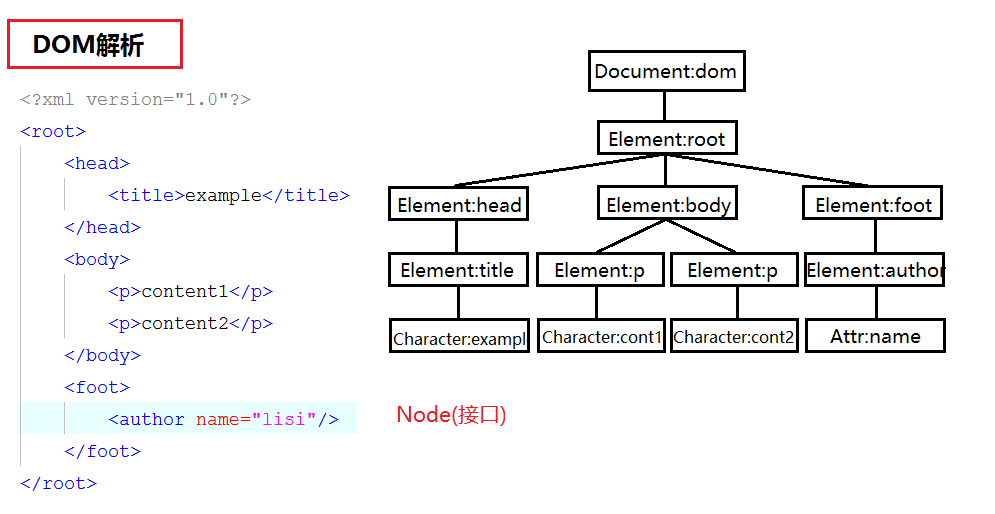 DOM解析
<?xml version="1.0"?>
<root>
<head>
<title>example</title>
</head>
<body>
<p>content1</p>
<p>content2</p>
</body>
<foot>
<author name="lisi"/>
</foot>
</root>
Document:dom
Element:root
Element:head Element:body Element:foot
Element:title Element:p Element:p Element:author
Character:exampl Character:cont1 Character:cont2 Attr:name
Node(接口)